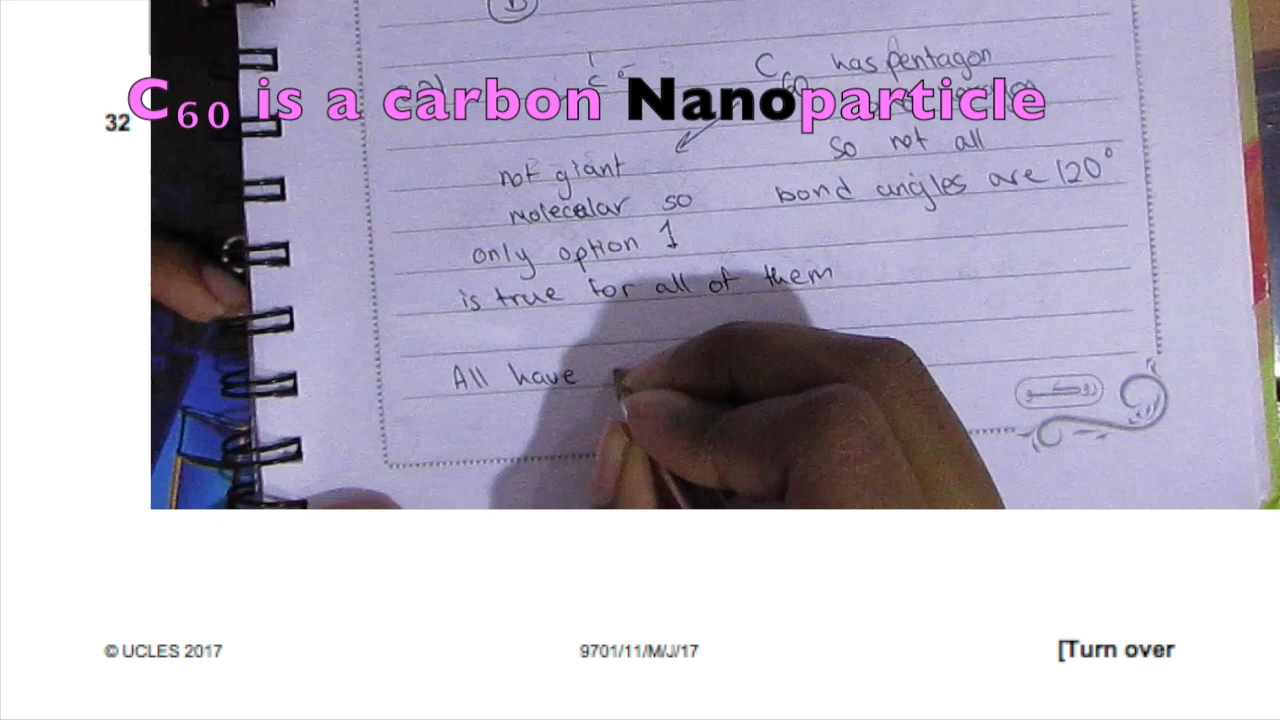 C₆₀ is a carbon Nanoparticle
32
C₆₀ has pentagon
so not all
bond angles are 120°
not giant
molecular so
only option 1
is true for all of them
All have
روكو
© UCLES 2017
9701/11/M/J/17
[Turn over